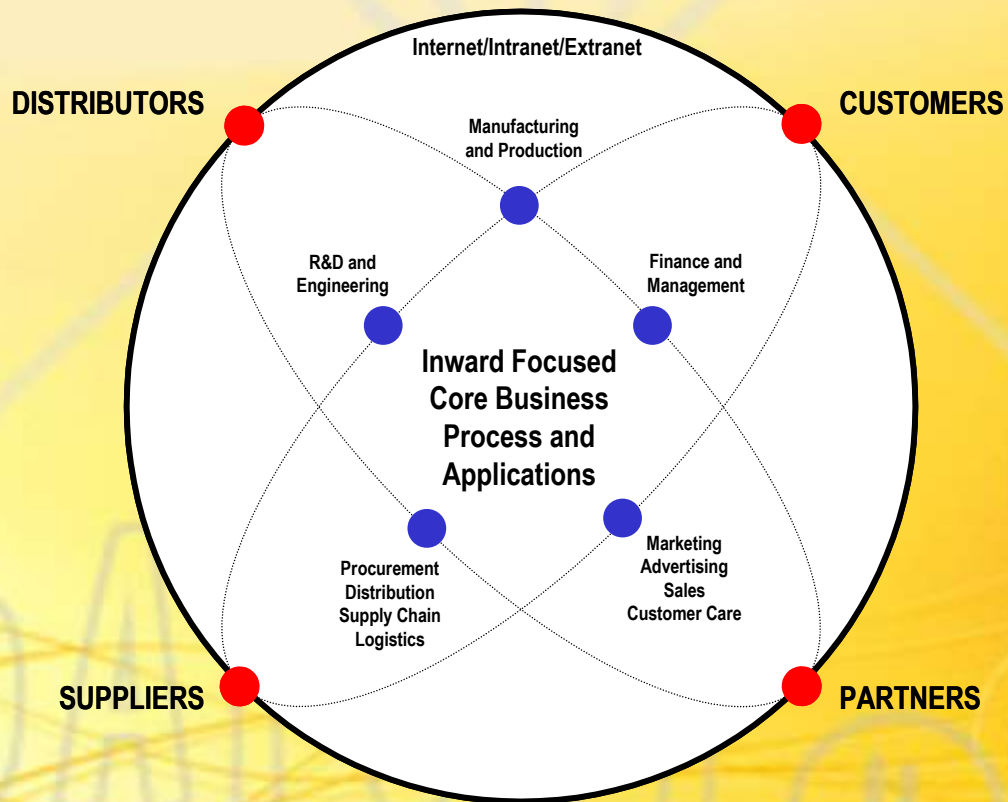 Internet/Intranet/Extranet
DISTRIBUTORS
CUSTOMERS
Manufacturing
and Production
R&D and
Engineering
Finance and
Management
Inward Focused
Core Business
Process and
Applications
Procurement
Distribution
Supply Chain
Logistics
Marketing
Advertising
Sales
Customer Care
SUPPLIERS
PARTNERS